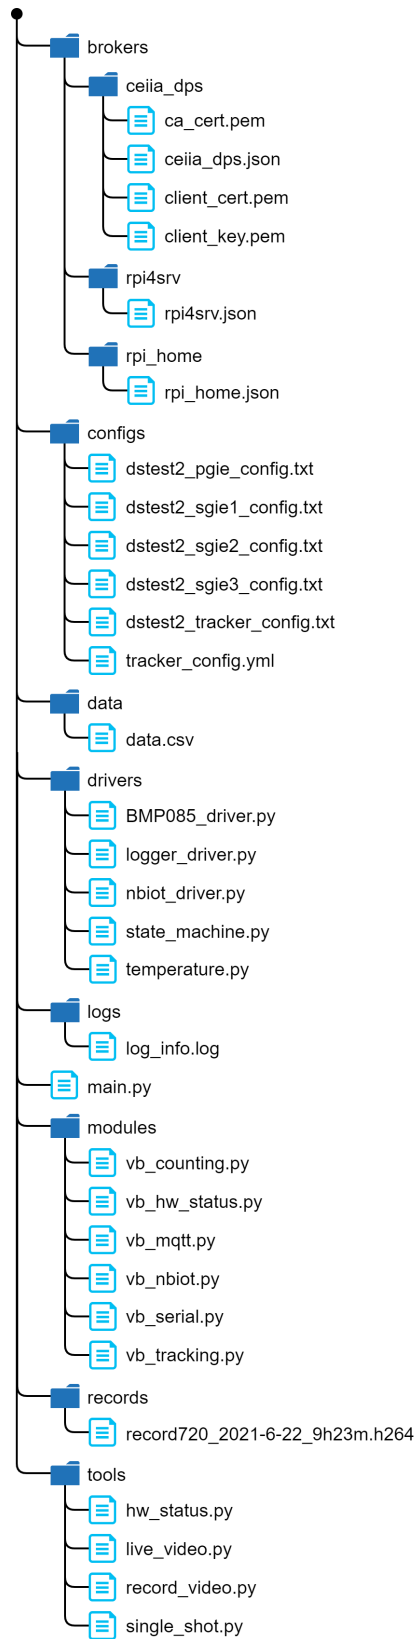 brokers
ceiia_dps
ca_cert.pem
ceiia_dps.json
client_cert.pem
client_key.pem
rpi4srv
rpi4srv.json
rpi_home
rpi_home.json
configs
dstest2_pgie_config.txt
dstest2_sgie1_config.txt
dstest2_sgie2_config.txt
dstest2_sgie3_config.txt
dstest2_tracker_config.txt
tracker_config.yml
data
data.csv
drivers
BMP085_driver.py
logger_driver.py
nbiot_driver.py
state_machine.py
temperature.py
logs
log_info.log
main.py
modules
vb_counting.py
vb_hw_status.py
vb_mqtt.py
vb_nbiot.py
vb_serial.py
vb_tracking.py
records
record720_2021-6-22_9h23m.h264
tools
hw_status.py
live_video.py
record_video.py
single_shot.py